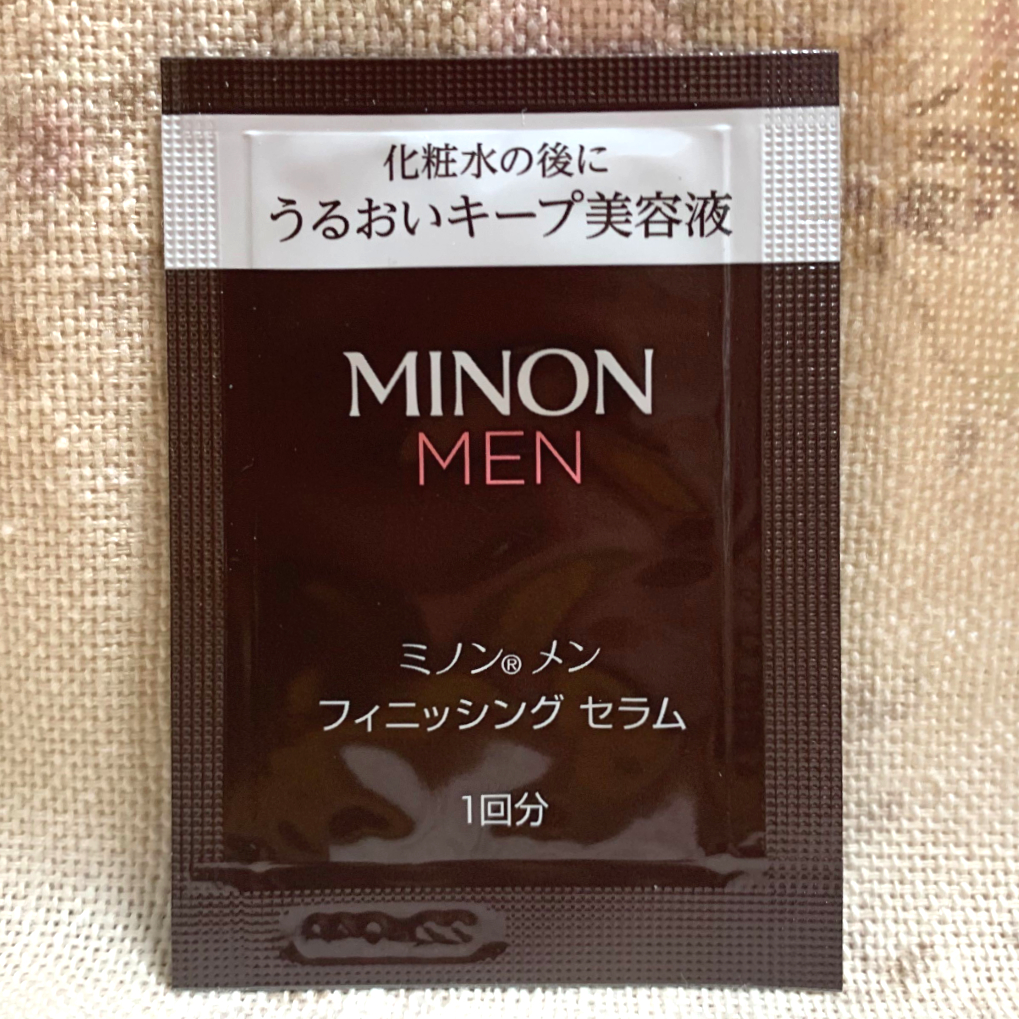 化粧水の後に
うるおいキープ美容液
MINON
MEN
ミノン® メン
フィニッシング セラム
1回分